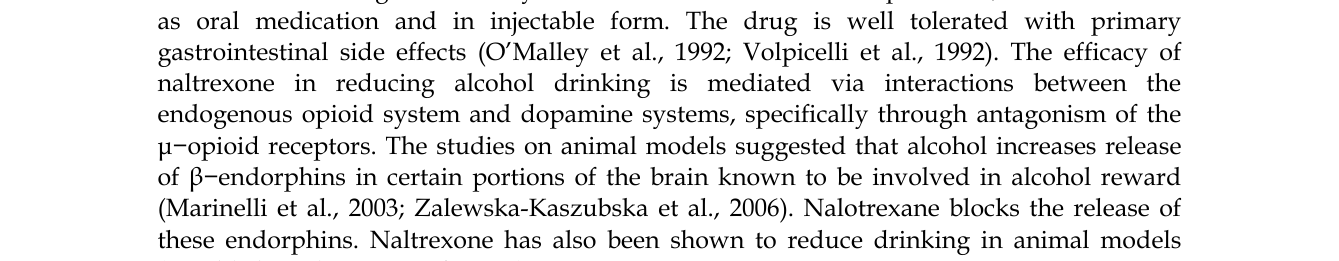 as oral medication and in injectable form. The drug is well tolerated with primary
gastrointestinal side effects (O’Malley et al., 1992; Volpicelli et al., 1992). The efficacy of
naltrexone in reducing alcohol drinking is mediated via interactions between the
endogenous opioid system and dopamine systems, specifically through antagonism of the
μ−opioid receptors. The studies on animal models suggested that alcohol increases release
of β−endorphins in certain portions of the brain known to be involved in alcohol reward
(Marinelli et al., 2003; Zalewska-Kaszubska et al., 2006). Nalotrexane blocks the release of
these endorphins. Naltrexone has also been shown to reduce drinking in animal models